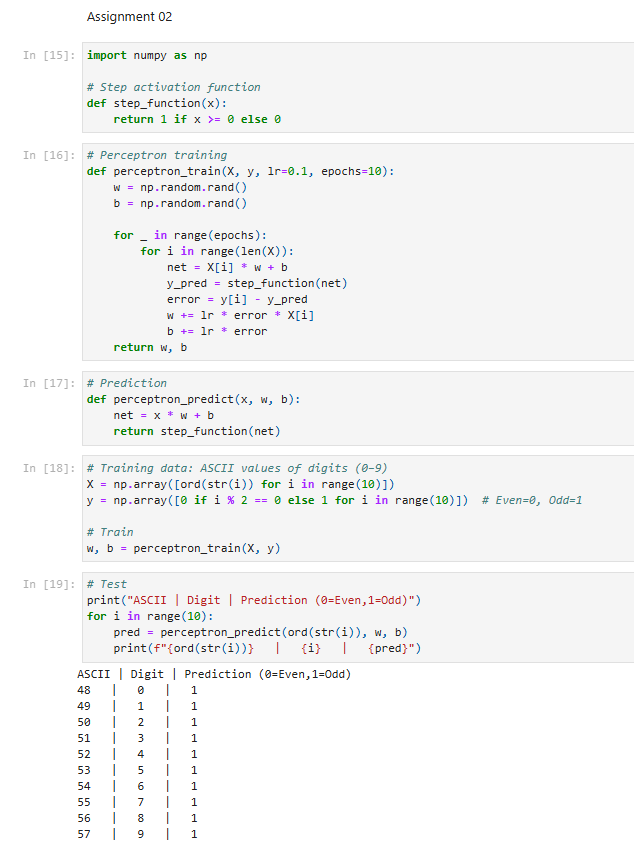 Assignment 02
In [15]: import numpy as np
# Step activation function
def step_function(x):
    return 1 if x >= 0 else 0
In [16]: # Perceptron training
def perceptron_train(X, y, lr=0.1, epochs=10):
    w = np.random.rand()
    b = np.random.rand()
    for _ in range(epochs):
        for i in range(len(X)):
            net = X[i] * w + b
            y_pred = step_function(net)
            error = y[i] - y_pred
            w += lr * error * X[i]
            b += lr * error
    return w, b
In [17]: # Prediction
def perceptron_predict(x, w, b):
    net = x * w + b
    return step_function(net)
In [18]: # Training data: ASCII values of digits (0-9)
X = np.array([ord(str(i)) for i in range(10)])
y = np.array([0 if i % 2 == 0 else 1 for i in range(10)])  # Even=0, Odd=1
# Train
w, b = perceptron_train(X, y)
In [19]: # Test
print("ASCII | Digit | Prediction (0=Even,1=Odd)")
for i in range(10):
    pred = perceptron_predict(ord(str(i)), w, b)
    print(f"{ord(str(i))}   |   {i}   |   {pred}")
ASCII | Digit | Prediction (0=Even,1=Odd)
48   |   0   |   1
49   |   1   |   1
50   |   2   |   1
51   |   3   |   1
52   |   4   |   1
53   |   5   |   1
54   |   6   |   1
55   |   7   |   1
56   |   8   |   1
57   |   9   |   1